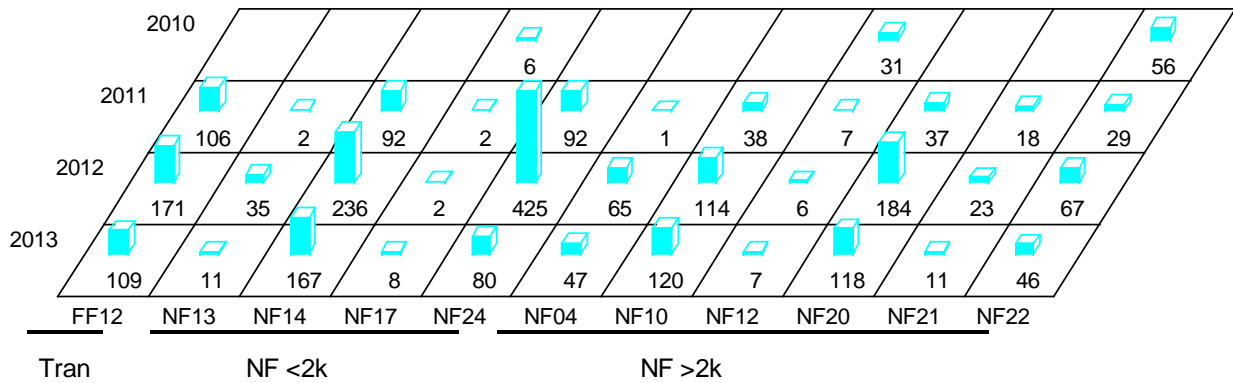 2010
6 31 56
2011
106 2 92 2 92 1 38 7 37 18 29
2012
171 35 236 2 425 65 114 6 184 23 67
2013
109 11 167 8 80 47 120 7 118 11 46
FF12 NF13 NF14 NF17 NF24 NF04 NF10 NF12 NF20 NF21 NF22
Tran NF <2k NF >2k